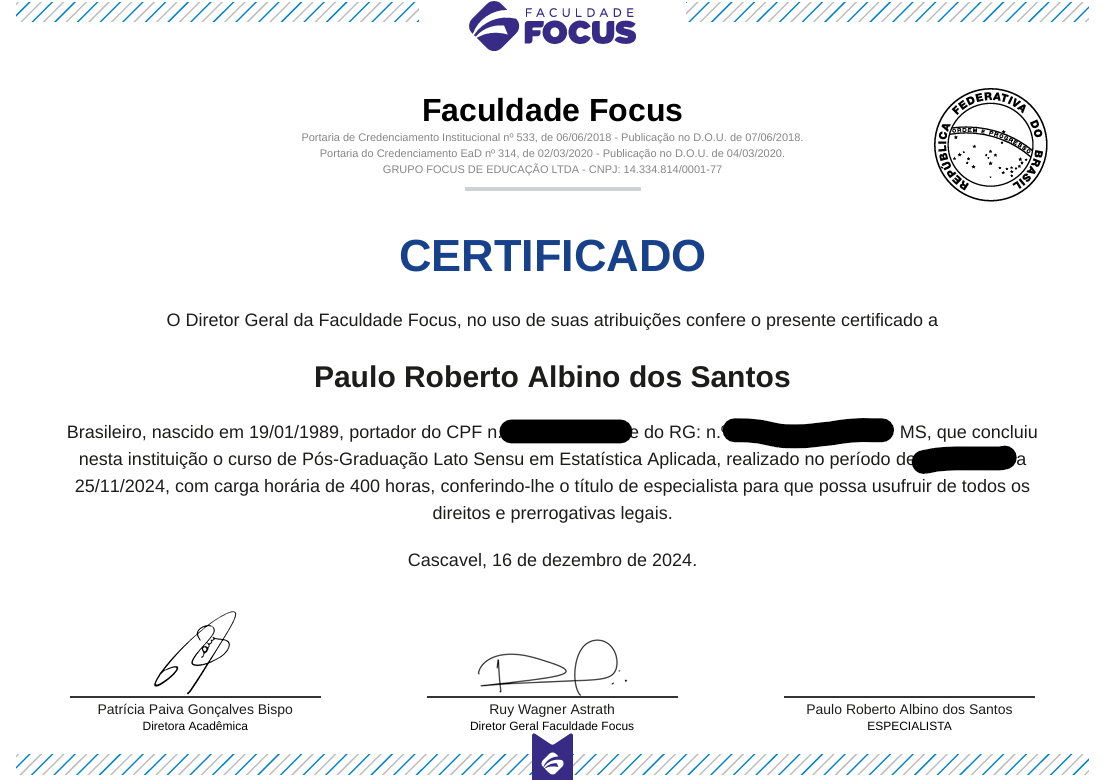 FACULDADE
FOCUS
Faculdade Focus
Portaria de Credenciamento Institucional nº 533, de 06/06/2018 - Publicação no D.O.U. de 07/06/2018.
Portaria do Credenciamento EaD nº 314, de 02/03/2020 - Publicação no D.O.U. de 04/03/2020.
GRUPO FOCUS DE EDUCAÇÃO LTDA - CNPJ: 14.334.814/0001-77
REPÚBLICA FEDERATIVA DO BRASIL
ORDEM E PROGRESSO
CERTIFICADO
O Diretor Geral da Faculdade Focus, no uso de suas atribuições confere o presente certificado a
Paulo Roberto Albino dos Santos
Brasileiro, nascido em 19/01/1989, portador do CPF n. e do RG: n.º MS, que concluiu
nesta instituição o curso de Pós-Graduação Lato Sensu em Estatística Aplicada, realizado no período de a
25/11/2024, com carga horária de 400 horas, conferindo-lhe o título de especialista para que possa usufruir de todos os
direitos e prerrogativas legais.
Cascavel, 16 de dezembro de 2024.
Patrícia Paiva Gonçalves Bispo
Diretora Acadêmica
Ruy Wagner Astrath
Diretor Geral Faculdade Focus
Paulo Roberto Albino dos Santos
ESPECIALISTA